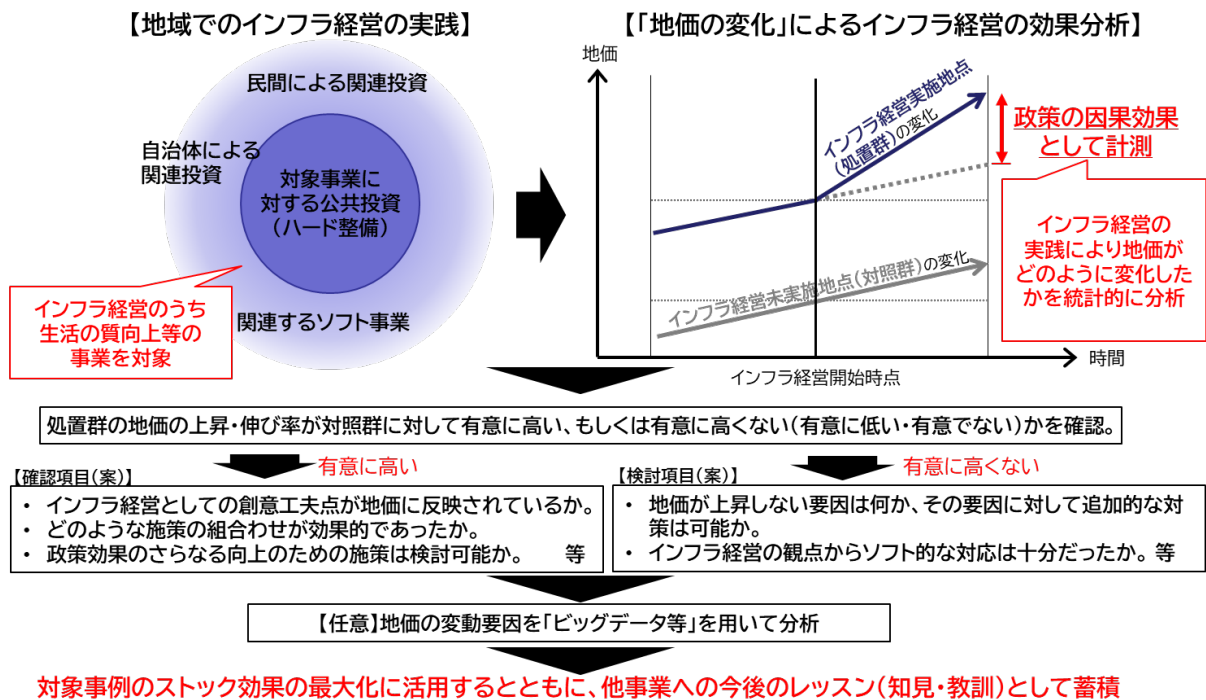 【地域でのインフラ経営の実践】
民間による関連投資
自治体による
関連投資
対象事業に
対する公共投資
（ハード整備）
インフラ経営のうち
生活の質向上等の
事業を対象
関連するソフト事業
【「地価の変化」によるインフラ経営の効果分析】
地価
インフラ経営実施地点
（処置群）の変化
政策の因果効果
として計測
インフラ経営の
実践により地価が
どのように変化した
かを統計的に分析
インフラ経営未実施地点（対照群）の変化
時間
インフラ経営開始時点
処置群の地価の上昇・伸び率が対照群に対して有意に高い、もしくは有意に高くない（有意に低い・有意でない）かを確認。
有意に高い
【確認項目（案）】
・ インフラ経営としての創意工夫点が地価に反映されているか。
・ どのような施策の組合わせが効果的であったか。
・ 政策効果のさらなる向上のための施策は検討可能か。 等
有意に高くない
【検討項目（案）】
・ 地価が上昇しない要因は何か、その要因に対して追加的な対
策は可能か。
・ インフラ経営の観点からソフト的な対応は十分だったか。等
【任意】地価の変動要因を「ビッグデータ等」を用いて分析
対象事例のストック効果の最大化に活用するとともに、他事業への今後のレッスン（知見・教訓）として蓄積